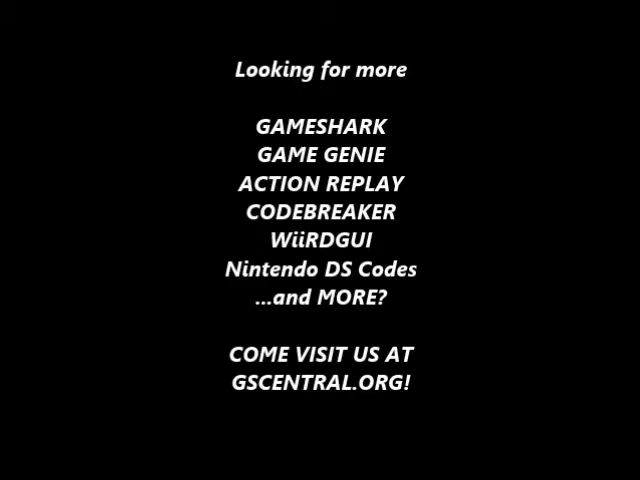 Looking for more
GAMESHARK
GAME GENIE
ACTION REPLAY
CODEBREAKER
WiiRDGUI
Nintendo DS Codes
...and MORE?
COME VISIT US AT
GSCENTRAL.ORG!